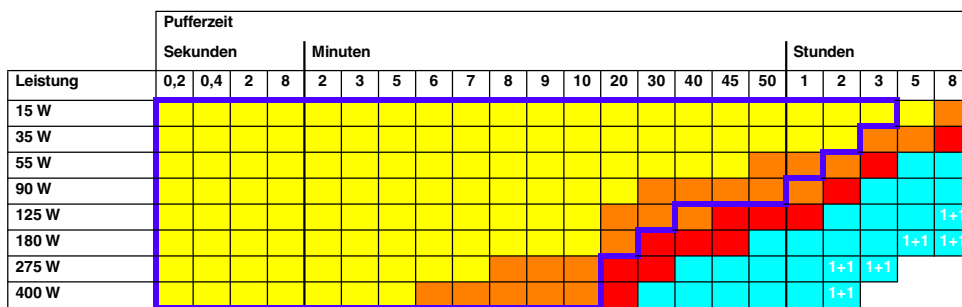 Pufferzeit
Sekunden Minuten Stunden
Leistung 0,2 0,4 2 8 2 3 5 6 7 8 9 10 20 30 40 45 50 1 2 3 5 8
15 W
35 W
55 W
90 W
125 W 1+1
180 W 1+1 1+1
275 W 1+1 1+1
400 W 1+1